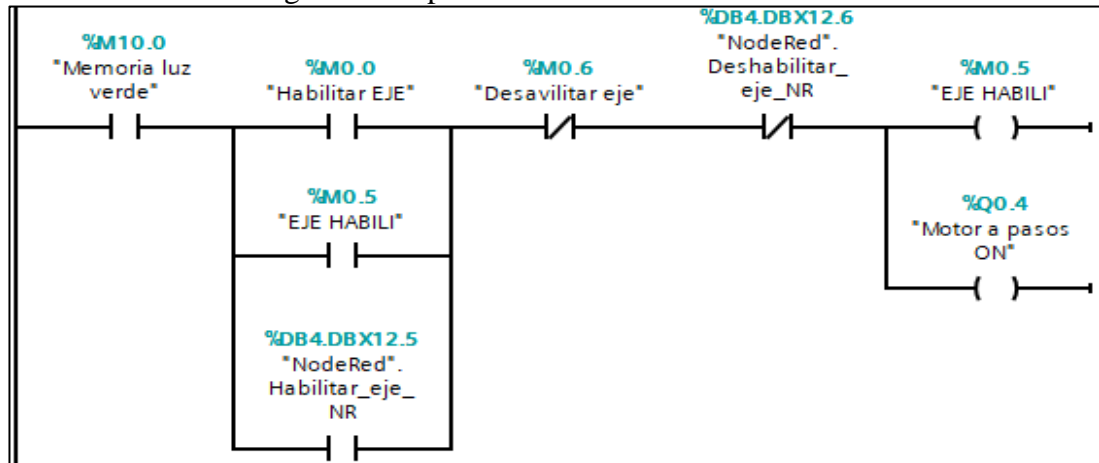 %M10.0
"Memoria luz
verde"
%M0.0
"Habilitar EJE"
%M0.6
"Desavilitar eje"
%DB4.DBX12.6
"NodeRed".
Deshabilitar_
eje_NR
%M0.5
"EJE HABILI"
%M0.5
"EJE HABILI"
%Q0.4
"Motor a pasos
ON"
%DB4.DBX12.5
"NodeRed".
Habilitar_eje_
NR